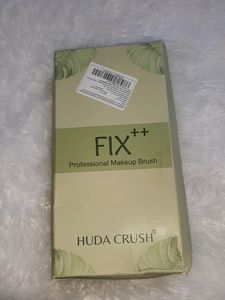 FIX++
Professional Makeup Brush
HUDA CRUSH®